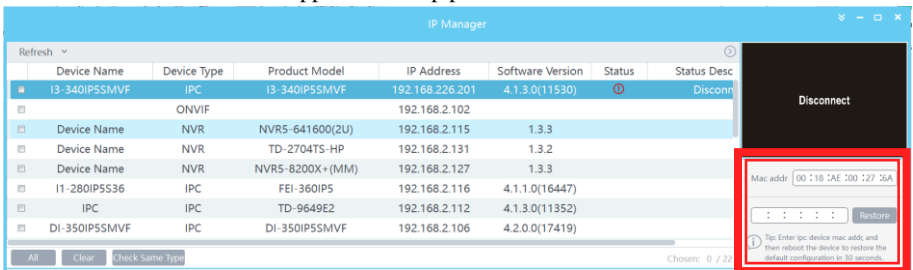 IP Manager
Refresh
Device Name Device Type Product Model IP Address Software Version Status Status Desc
I3-340IP5SMVF IPC I3-340IP5SMVF 192.168.226.201 4.1.3.0(11530) Disconn
ONVIF 192.168.2.102
Device Name NVR NVR5-641600(2U) 192.168.2.115 1.3.3
Device Name NVR TD-2704TS-HP 192.168.2.131 1.3.2
Device Name NVR NVR5-8200X+(MM) 192.168.2.127 1.3.3
I1-280IP5S36 IPC FEI-360IP5 192.168.2.116 4.1.1.0(16447)
IPC TD-9649E2 192.168.2.112 4.1.3.0(11352)
DI-350IP5SMVF IPC DI-350IP5SMVF 192.168.2.106 4.2.0.0(17419)
All Clear Check Same Type Chosen: 0 / 22
Disconnect
Mac addr 00 : 18 : AE : 00 : 27 : 6A
: : : : : Restore
Tip: Enter ipc device mac addr, and
then reboot the device to restore the
default configuration in 30 seconds.